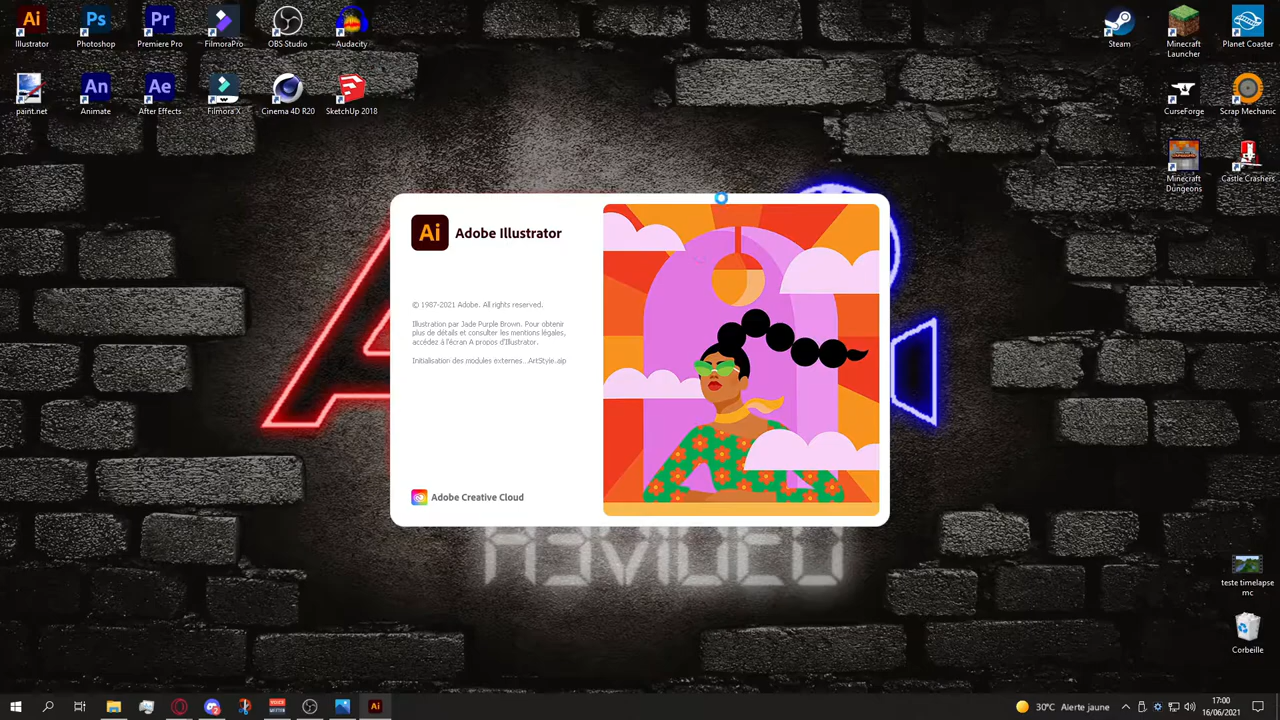 Ai
Ps
Pr
Illustrator
Photoshop
Premiere Pro
FilmoraPro
OBS Studio
Audacity
Steam
Minecraft
Launcher
Planet Coaster
An
Ae
paint.net
Animate
After Effects
Filmora X
Cinema 4D R20
SketchUp 2018
CurseForge
Scrap Mechanic
Minecraft
Dungeons
Castle Crashers
Ai
Adobe Illustrator
© 1987-2021 Adobe. All rights reserved.
Illustration par Jade Purple Brown. Pour obtenir
plus de détails et consulter les mentions légales,
accédez à l'écran A propos d'Illustrator.
Initialisation des modules externes...ArtStyle.aip
Adobe Creative Cloud
A3VIDEO
teste timelapse
mc
Corbeille
Ai
30°C Alerte jaune
17:00
16/06/2021